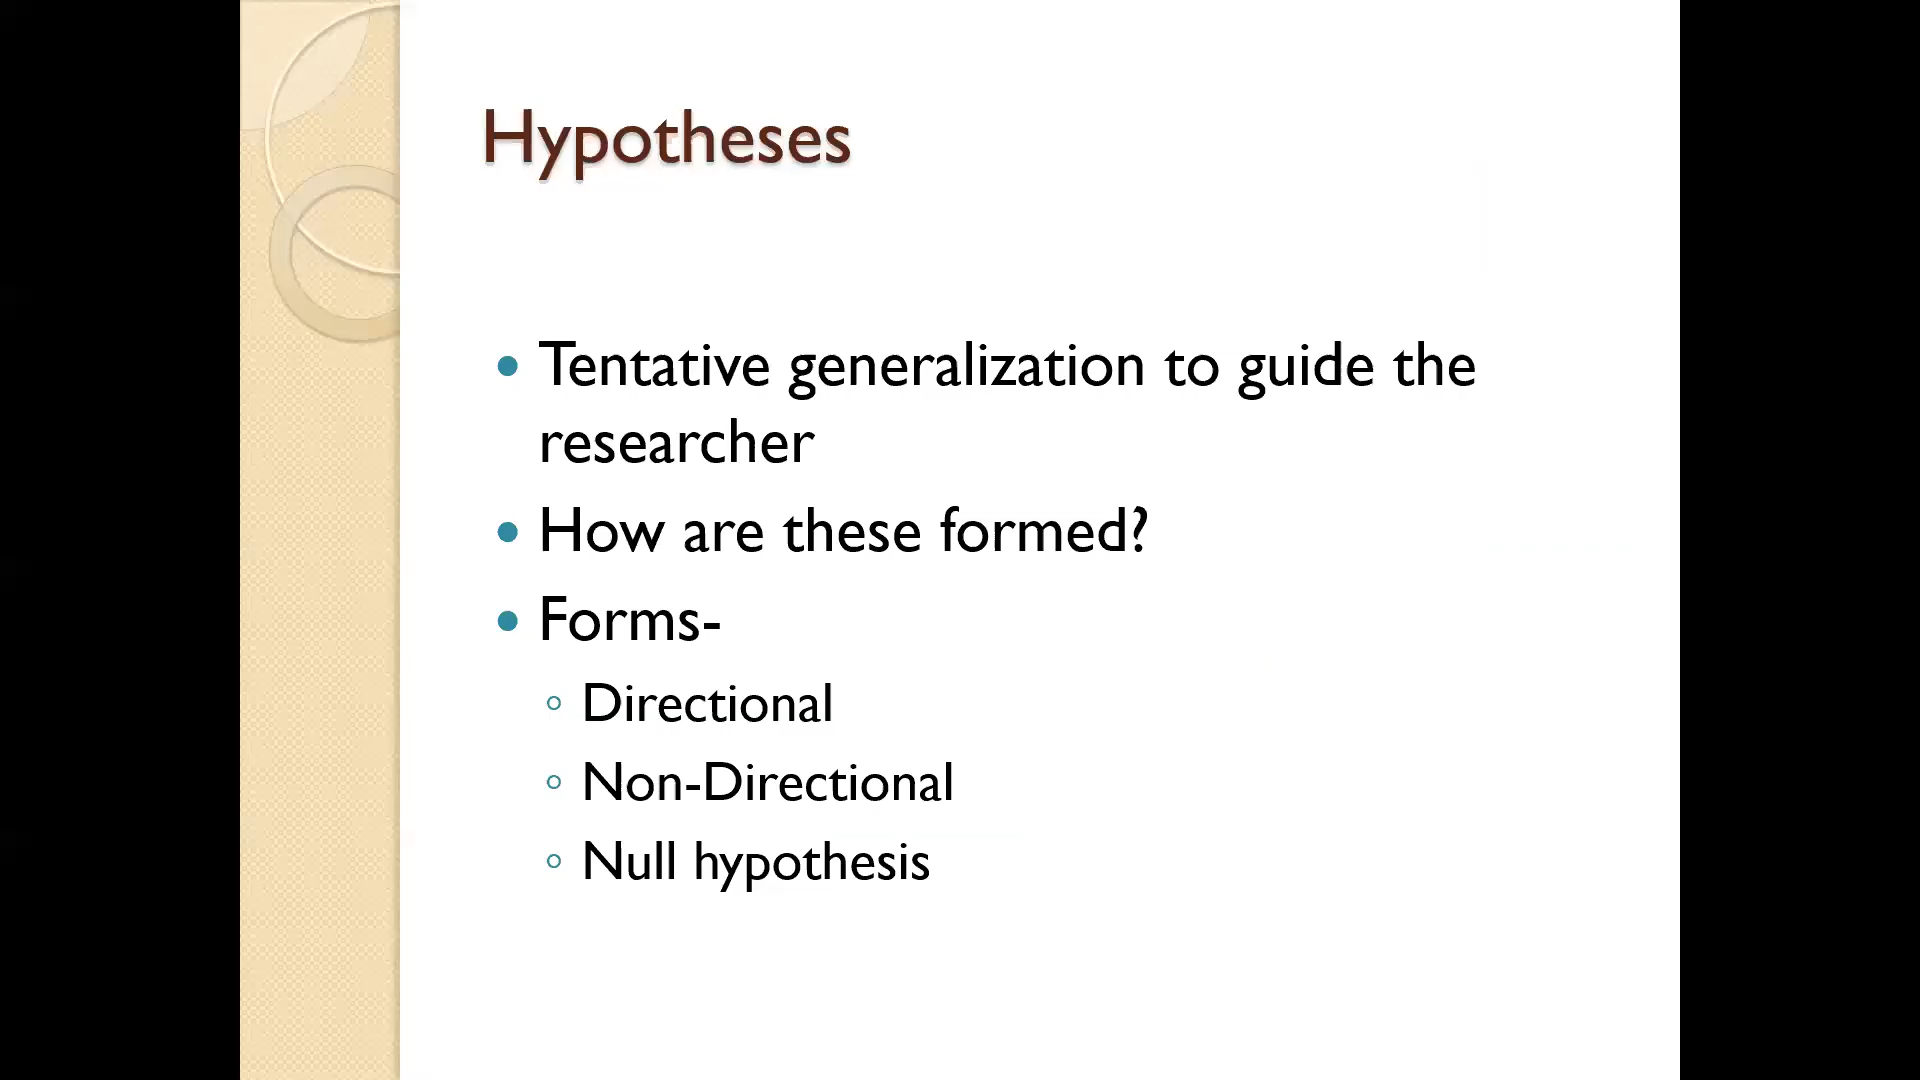 Hypotheses
Tentative generalization to guide the
researcher
How are these formed?
Forms-
Directional
Non-Directional
Null hypothesis